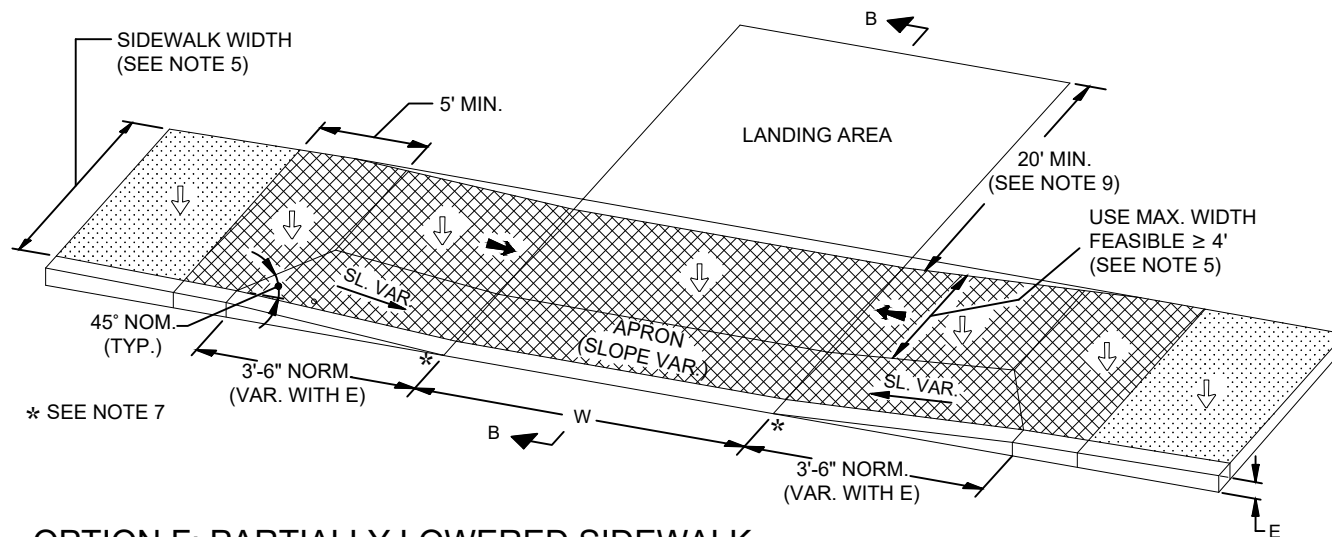 B
SIDEWALK WIDTH
(SEE NOTE 5)
5' MIN.
LANDING AREA
20' MIN.
(SEE NOTE 9)
USE MAX. WIDTH
FEASIBLE ≥ 4'
(SEE NOTE 5)
SL. VAR.
45° NOM.
(TYP.)
APRON
(SLOPE VAR.)
SL. VAR.
*
3'-6" NORM.
(VAR. WITH E)
* SEE NOTE 7
W
B
*
3'-6" NORM.
(VAR. WITH E)
E
OPTION F: PARTIALLY LOWERED SIDEWALK